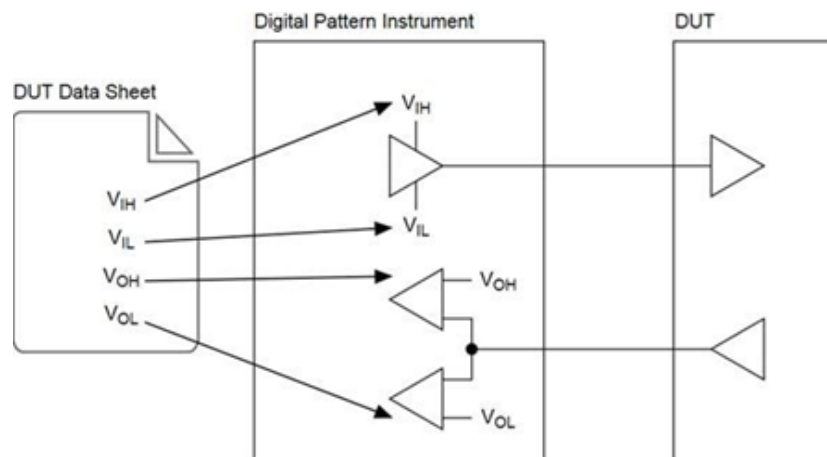 Digital Pattern Instrument
DUT
DUT Data Sheet
VIH
VIH
VIL
VIL
VOH
VOH
VOL
VOL